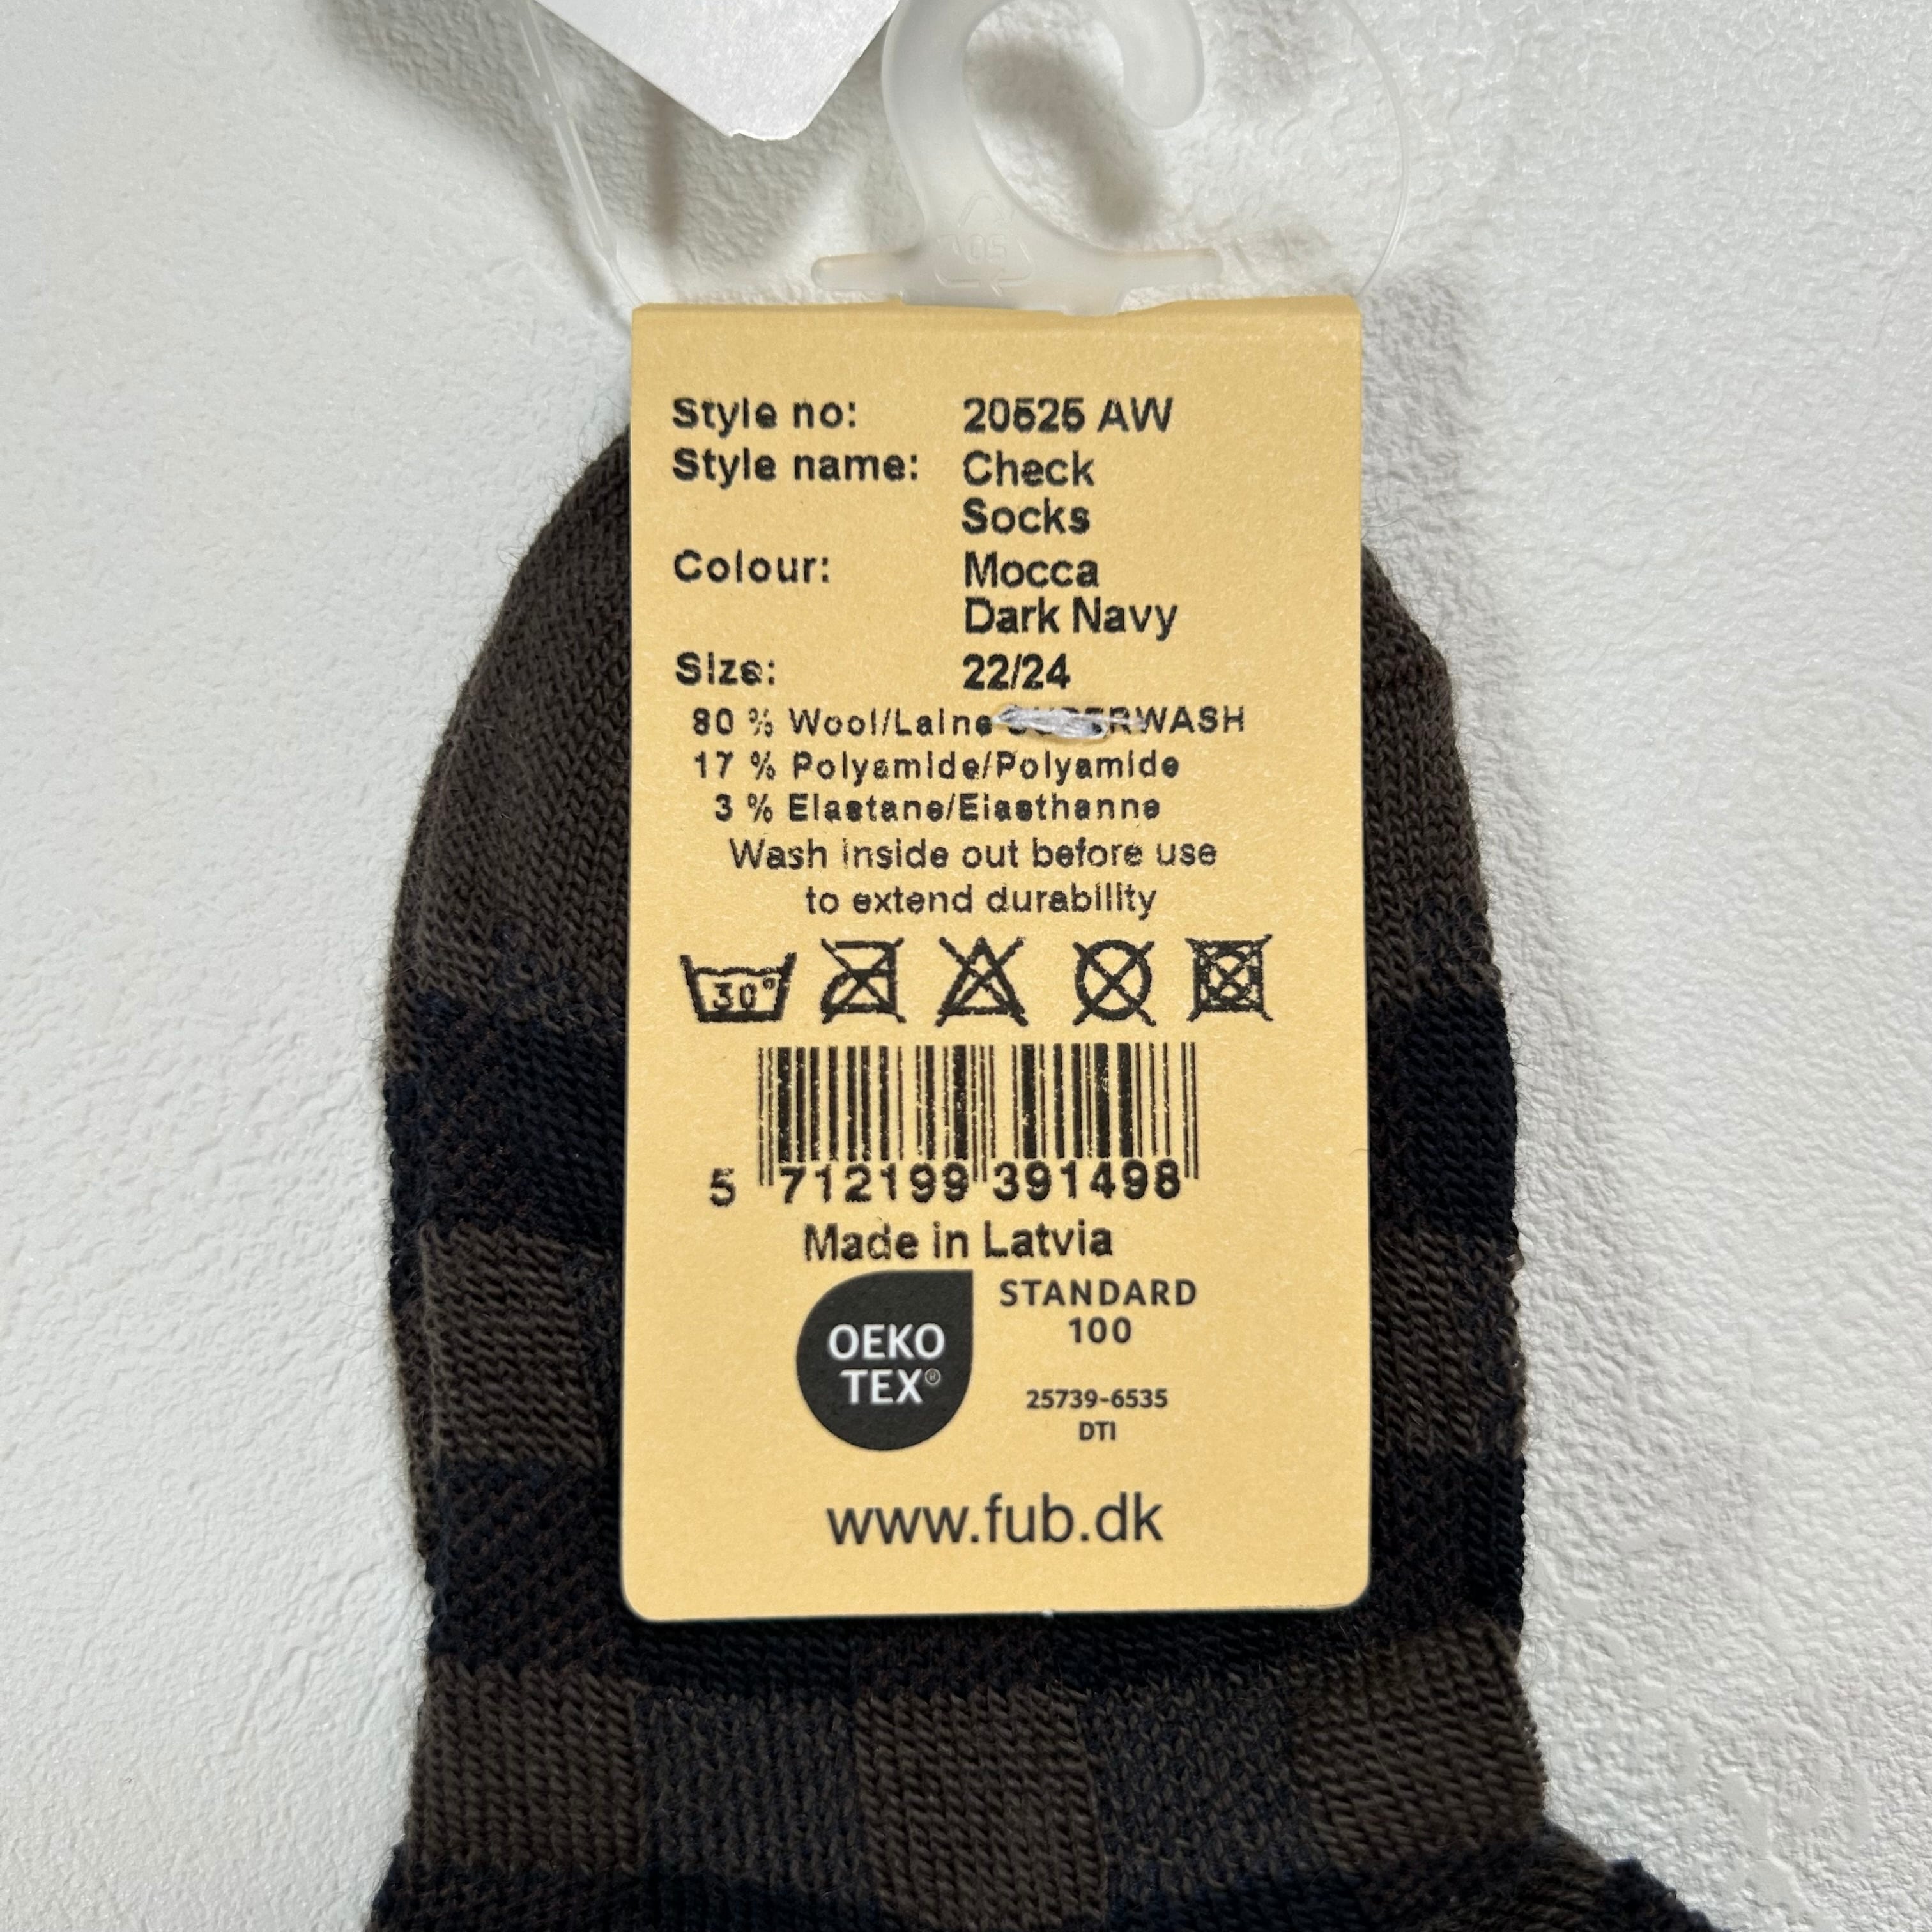 05
Style no: 20525 AW
Style name: Check
Socks
Colour: Mocca
Dark Navy
Size: 22/24
80 % Wool/Laine SUPERWASH
17 % Polyamide/Polyamide
3 % Elastane/Elasthanne
Wash inside out before use
to extend durability
30°
5 712199 391498
Made in Latvia
OEKO
TEX®
STANDARD
100
25739-6535
DTI
www.fub.dk